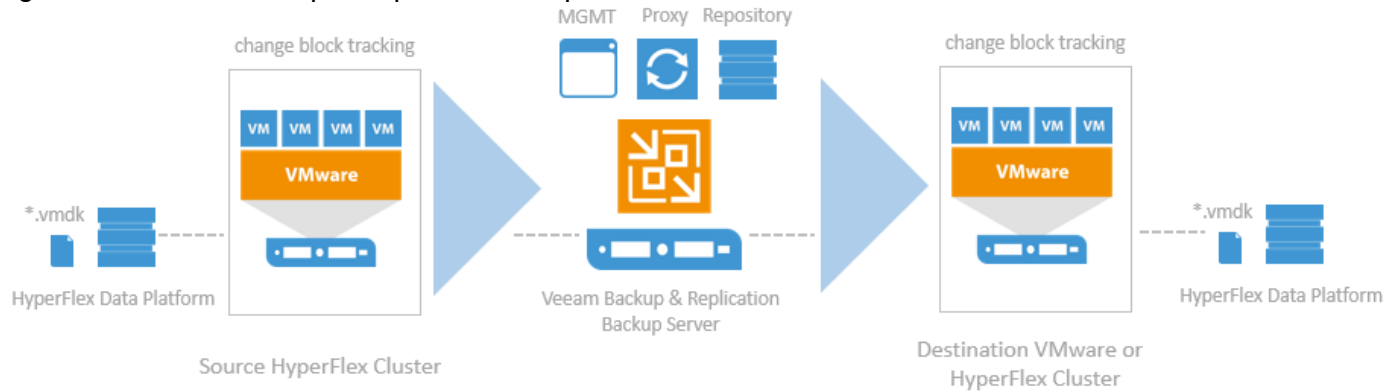 MGMT Proxy Repository
change block tracking
VM VM VM VM
VMware
*.vmdk
HyperFlex Data Platform
Source HyperFlex Cluster
Veeam Backup & Replication
Backup Server
change block tracking
VM VM VM VM
VMware
*.vmdk
HyperFlex Data Platform
Destination VMware or
HyperFlex Cluster